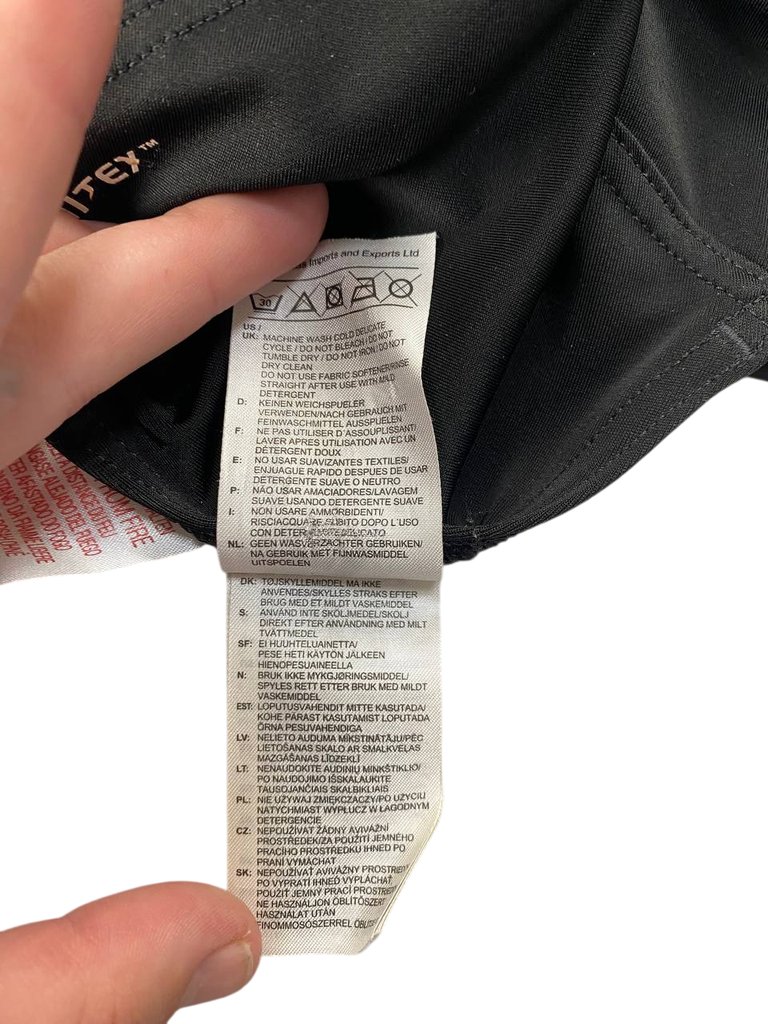 ITEX™
Imports and Exports Ltd
30
US /
UK: MACHINE WASH COLD DELICATE
CYCLE / DO NOT BLEACH / DO NOT
TUMBLE DRY / DO NOT IRON / DO NOT
DRY CLEAN
DO NOT USE FABRIC SOFTENER/RINSE
STRAIGHT AFTER USE WITH MILD
DETERGENT
D: KEINEN WEICHSPUELER
VERWENDEN/NACH GEBRAUCH MIT
FEINWASCHMITTEL AUSSPUELEN
F: NE PAS UTILISER D'ASSOUPLISSANT/
LAVER APRES UTILISATION AVEC UN
DÉTERGENT DOUX
E: NO USAR SUAVIZANTES TEXTILES/
ENJUAGUE RAPIDO DESPUES DE USAR
DETERGENTE SUAVE O NEUTRO
P: NÃO USAR AMACIADORES/LAVAGEM
SUAVE USANDO DETERGENTE SUAVE
I: NON USARE AMMORBIDENTI/
RISCIACQUARE SUBITO DOPO L'USO
CON DETERGENTE DELICATO
NL: GEEN WASVERZACHTER GEBRUIKEN/
NA GEBRUIK MET FIJNWASMIDDEL
UITSPOELEN
DK: TØJSKYLLEMIDDEL MA IKKE
ANVENDES/SKYLLES STRAKS EFTER
BRUG MED ET MILDT VASKEMIDDEL
S: ANVÄND INTE SKÖLJMEDEL/SKÖLJ
DIREKT EFTER ANVÄNDNING MED MILT
TVÄTTMEDEL
SF: EI HUUHTELUAINETTA/
PESE HETI KÄYTÖN JÄLKEEN
HIENOPESUAINEELLA
N: BRUK IKKE MYKGJØRINGSMIDDEL/
SPYLES RETT ETTER BRUK MED MILDT
VASKEMIDDEL
EST: LOPUTUSVAHENDIT MITTE KASUTADA/
KOHE PÄRAST KASUTAMIST LOPUTADA
ÕRNA PESUVAHENDIGA
LV: NELIETO AUDUMA MĪKSTINĀTĀJU/PĒC
LIETOŠANAS SKALO AR SMALKVEĻAS
MAZGĀŠANAS LĪDZEKLI
LT: NENAUDOKITE AUDINIŲ MINKŠTIKLIO/
PO NAUDOJIMO IŠSKALAUKITE
TAUSOJANČIAIS SKALBIKLIAIS
PL: NIE UŻYWAJ ZMIĘKCZACZY/PO UŻYCIU
NATYCHMIAST WYPŁUCZ W ŁAGODNYM
DETERGENCIE
CZ: NEPOUŽÍVAT ŽÁDNÝ AVIVÁŽNÍ
PROSTŘEDEK/ZA POUŽITÍ JEMNÉHO
PRACÍHO PROSTŘEDKU IHNED PO
PRANÍ VYMÁCHAT
SK: NEPOUŽÍVAŤ AVIVÁŽNY PROSTRIEDOK
PO VYPRATÍ IHNEĎ VYPLÁCHAŤ,
POUŽIŤ JEMNÝ PRACÍ PROSTRIEDOK
NE HASZNÁLJON ÖBLÍTŐSZERT
HASZNÁLAT UTÁN
FINOMMOSÓSZERREL ÖBLÍTS
FIRE
DEL FUOCO